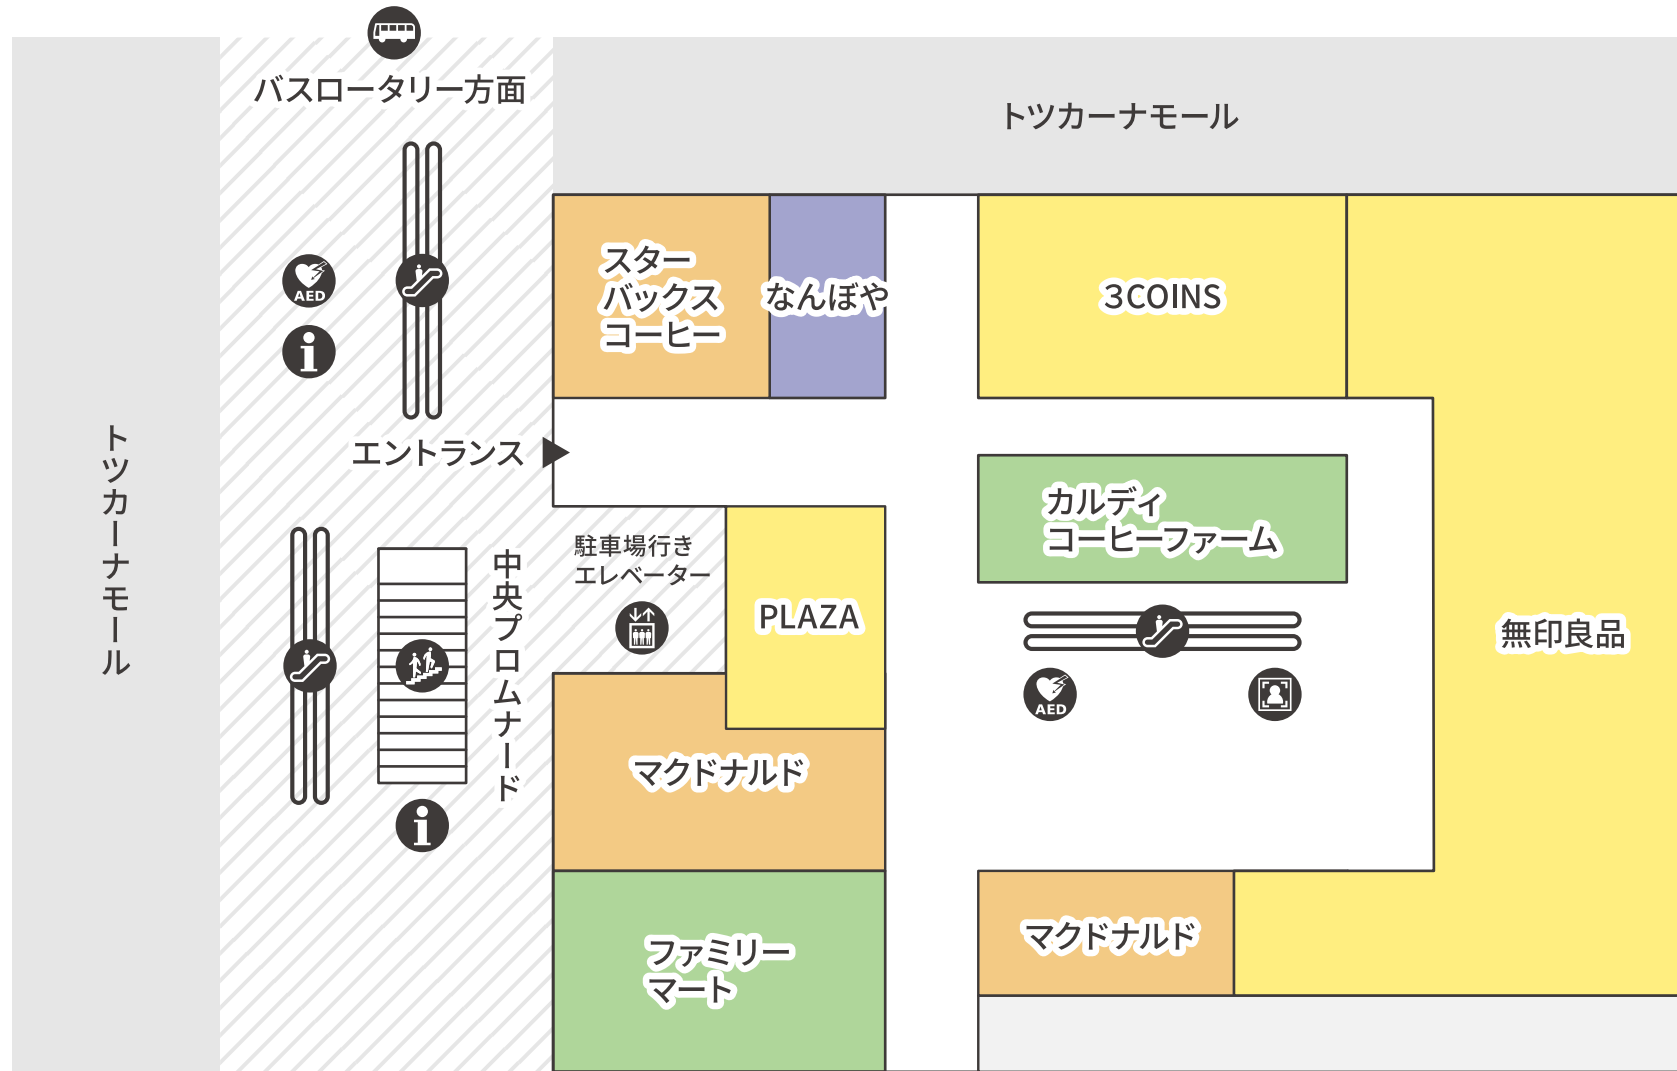 バスロータリー方面
トツカーナモール
スター
バックス
コーヒー
なんぼや
3COINS
AED
エントランス
トツカーナモール
カルディ
コーヒーファーム
駐車場行き
エレベーター
PLAZA
無印良品
中央プロムナード
AED
マクドナルド
マクドナルド
ファミリー
マート